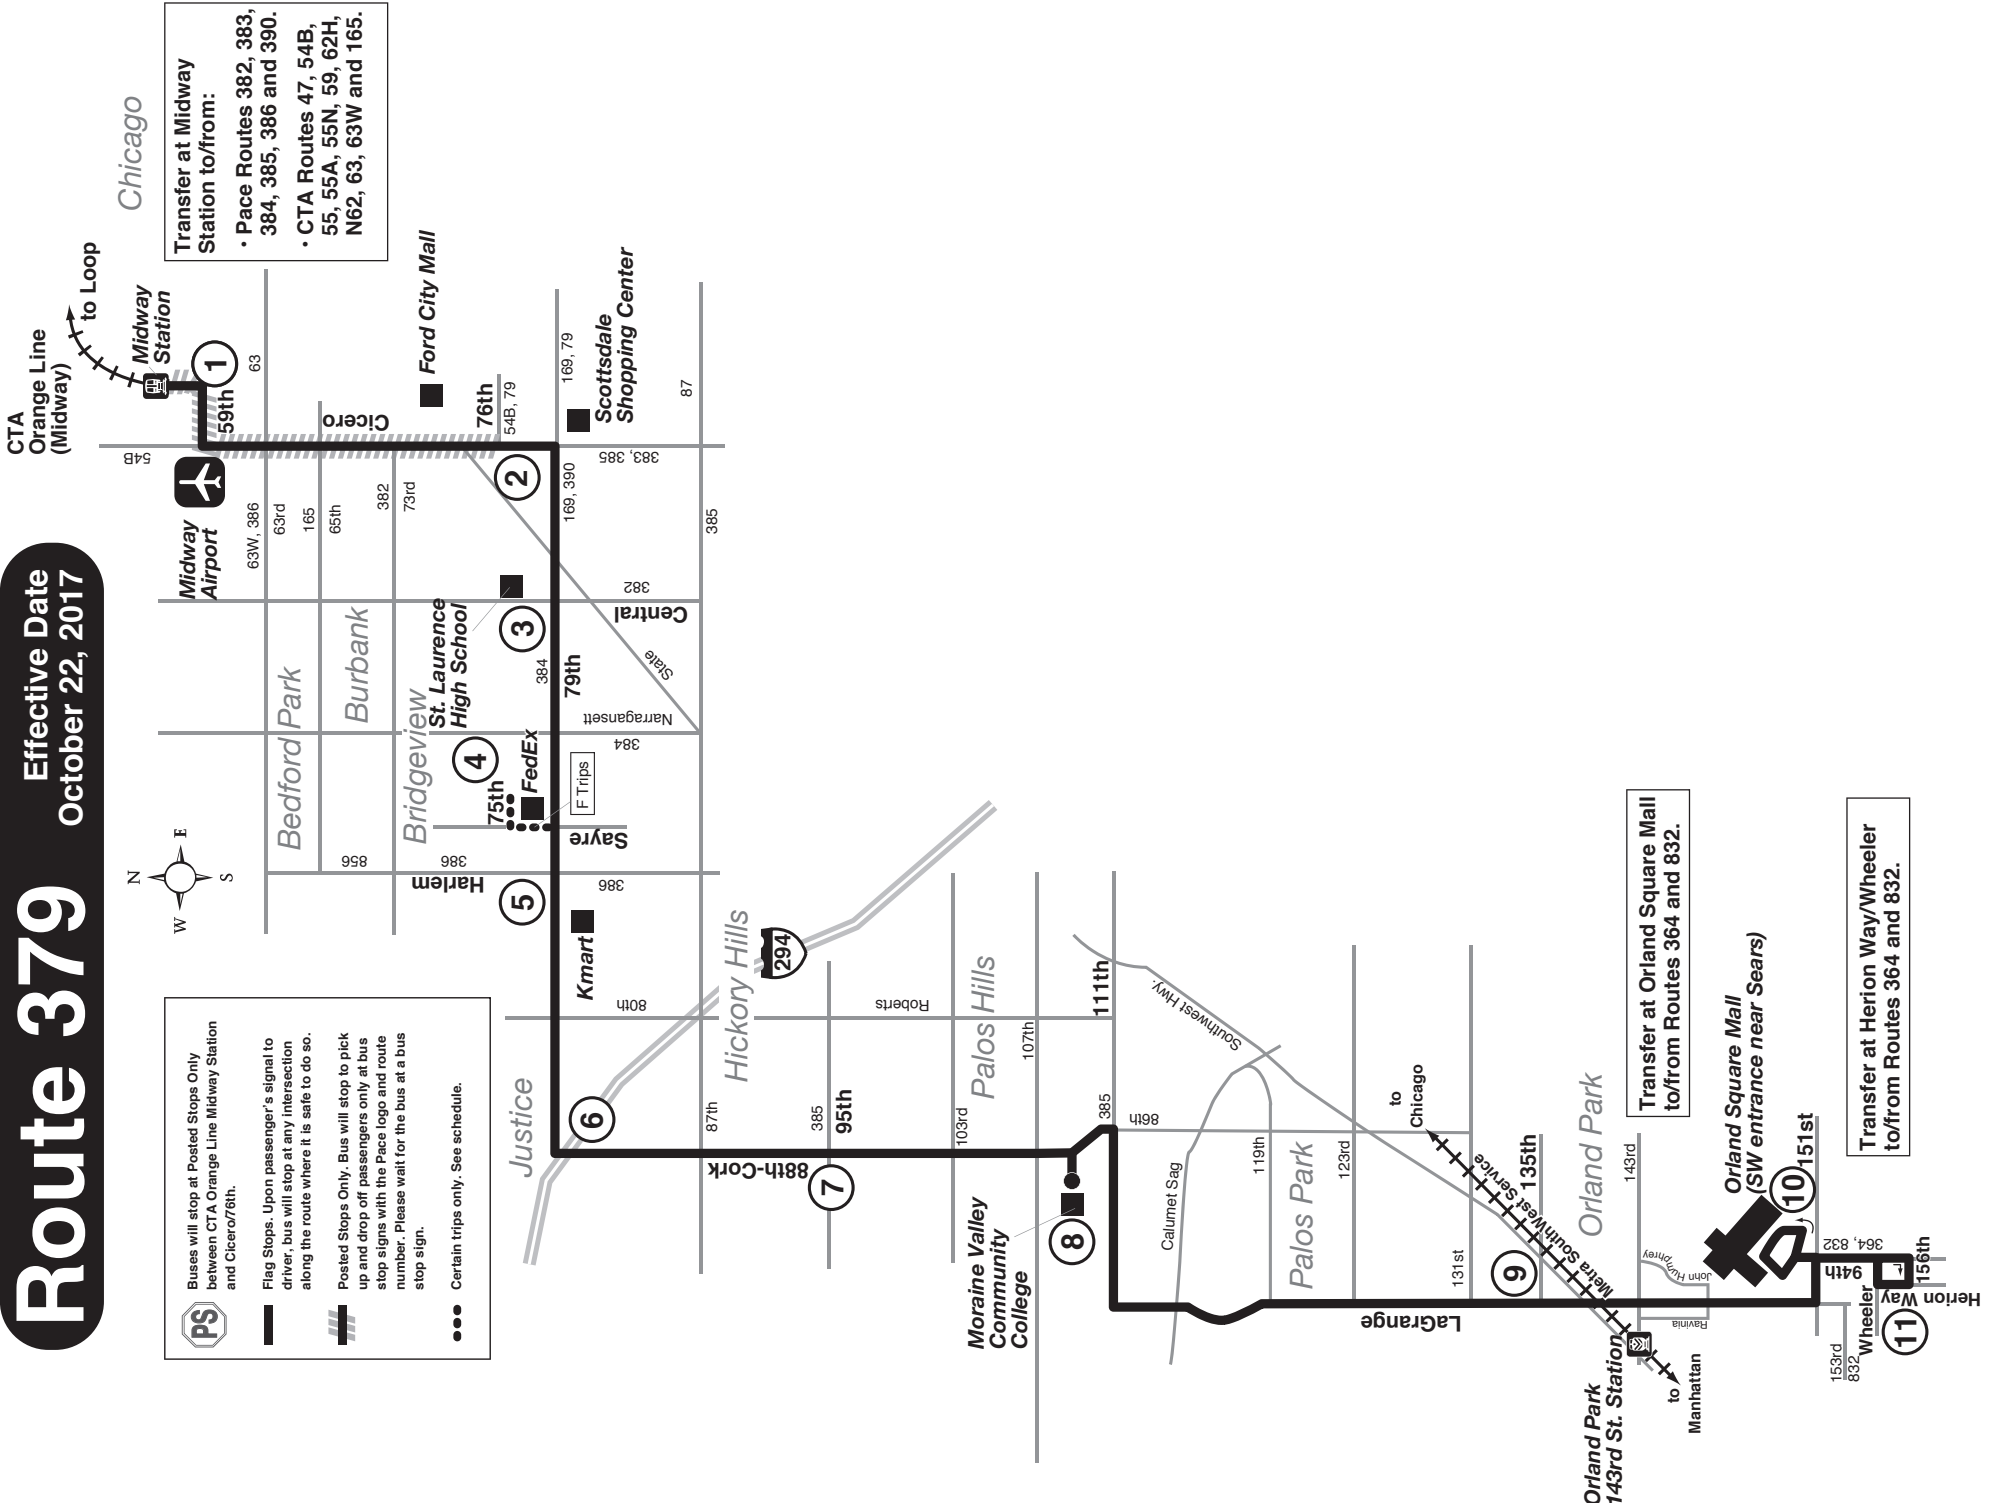 Route 379
Effective Date
October 22, 2017
N
W
E
S
PS
Buses will stop at Posted Stops Only
between CTA Orange Line Midway Station
and Cicero/76th.
Flag Stops. Upon passenger's signal to
driver, bus will stop at any intersection
along the route where it is safe to do so.
Posted Stops Only. Bus will stop to pick
up and drop off passengers only at bus
stop signs with the Pace logo and route
number. Please wait for the bus at a bus
stop sign.
Certain trips only. See schedule.
CTA
Orange Line
(Midway)
to Loop
Midway
Station
Chicago
Transfer at Midway
Station to/from:
• Pace Routes 382, 383,
384, 385, 386 and 390.
• CTA Routes 47, 54B,
55, 55A, 55N, 59, 62H,
N62, 63, 63W and 165.
1
59th
54B
Midway
Airport
63
63W, 386
63rd
165
65th
382
73rd
Cicero
Ford City Mall
76th
54B, 79
2
169, 79
169, 390
Scottsdale
Shopping Center
383, 385
87
385
Bedford Park
Burbank
Bridgeview
St. Laurence
High School
3
382
Central
384
79th
State
Narragansett
384
4
75th
FedEx
F Trips
Sayre
856
386
Harlem
386
5
Kmart
80th
294
Hickory Hills
Justice
6
87th
88th-Cork
385
95th
7
Roberts
103rd
Palos Hills
107th
111th
385
Moraine Valley
Community
College
8
86th
Southwest Hwy.
Calumet Sag
119th
Palos Park
123rd
to
Chicago
131st
135th
9
Metra SouthWest Service
LaGrange
Orland Park
143rd
John Humphrey
Ravinia
Orland Park
143rd St. Station
to
Manhattan
Transfer at Orland Square Mall
to/from Routes 364 and 832.
Orland Square Mall
(SW entrance near Sears)
10
151st
364, 832
94th
153rd
832
Wheeler
11
156th
Herion Way
Transfer at Herion Way/Wheeler
to/from Routes 364 and 832.